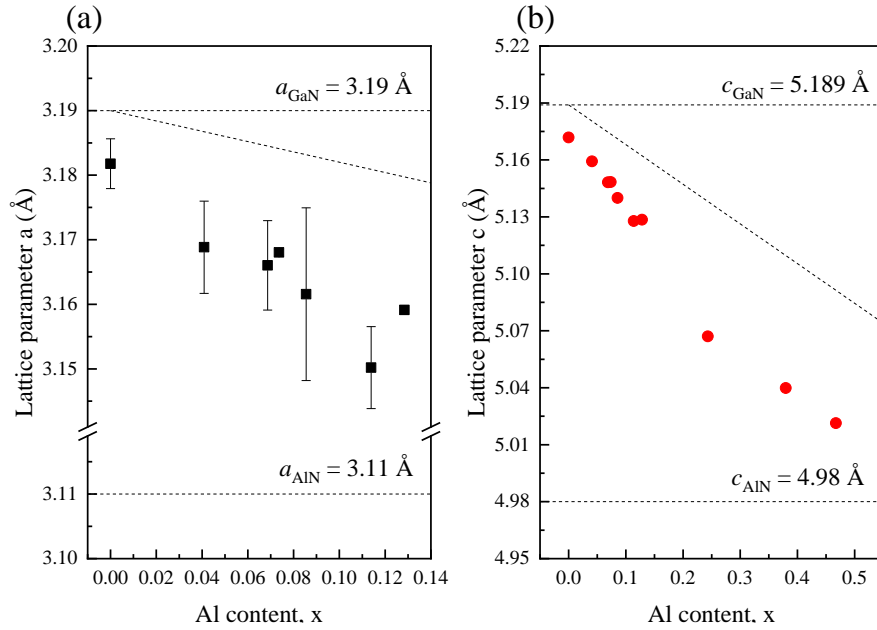 (a)
3.20
3.19
3.18
3.17
3.16
3.15
3.11
3.10
Lattice parameter a (Å)
aGaN = 3.19 Å
aAlN = 3.11 Å
0.00 0.02 0.04 0.06 0.08 0.10 0.12 0.14
Al content, x
(b)
5.22
5.19
5.16
5.13
5.10
5.07
5.04
5.01
4.98
4.95
Lattice parameter c (Å)
cGaN = 5.189 Å
cAlN = 4.98 Å
0.0 0.1 0.2 0.3 0.4 0.5
Al content, x